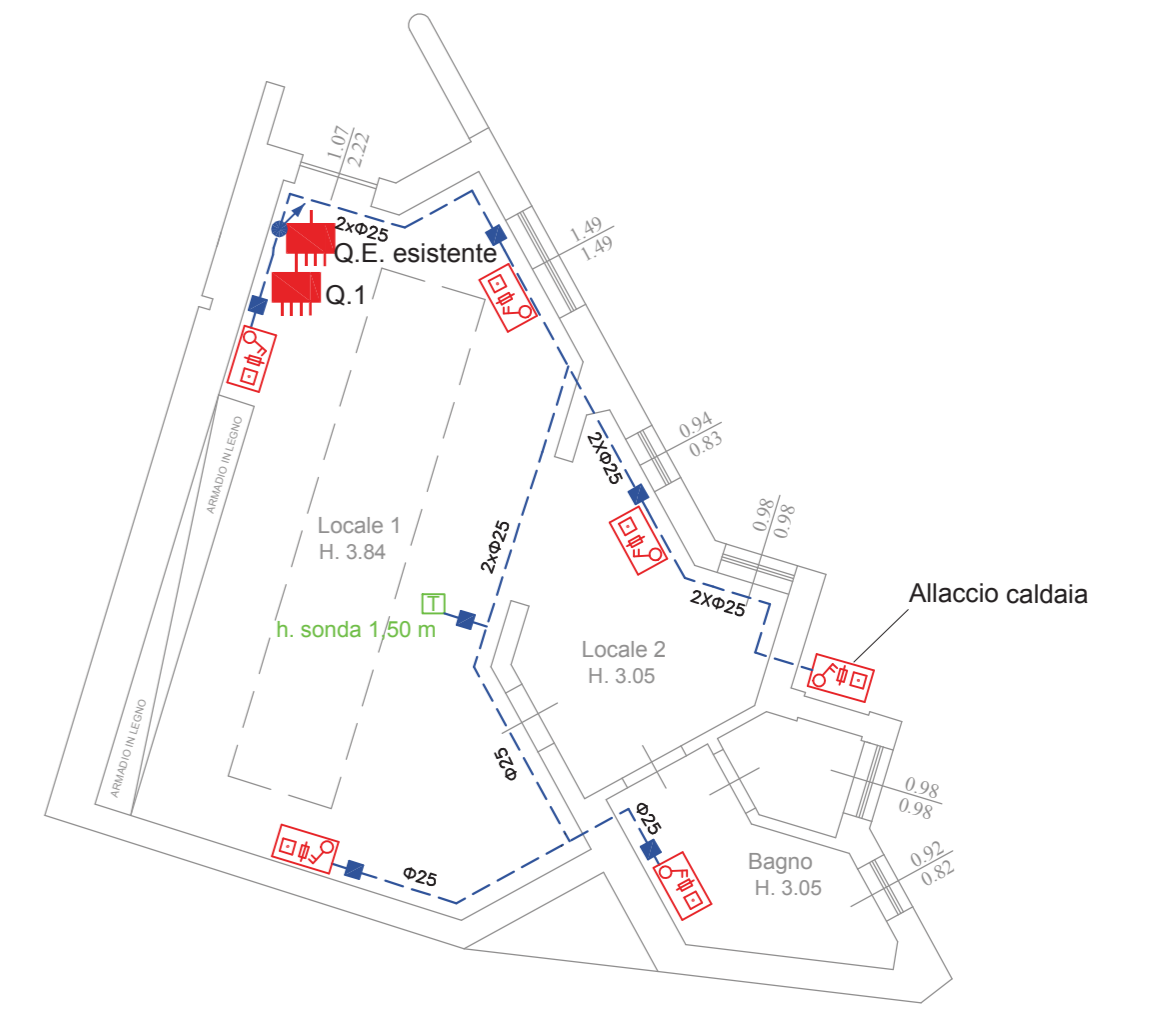 1.07
2.22
2xΦ25
Q.E. esistente
Q.1
1.49
1.49
ARMADIO IN LEGNO
0.94
0.83
2XΦ25
Locale 1
H. 3.84
2xΦ25
0.98
0.98
2XΦ25
Allaccio caldaia
T
h. sonda 1,50 m
Locale 2
H. 3.05
ARMADIO IN LEGNO
Φ25
0.98
0.98
Φ25
Bagno
H. 3.05
0.92
0.82
Φ25